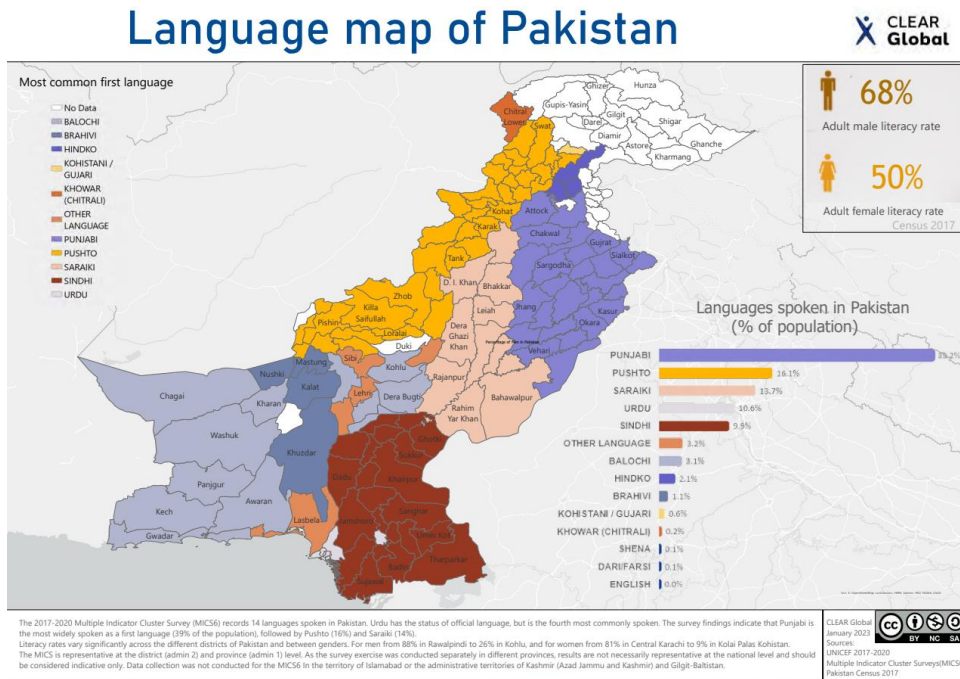 Language map of Pakistan
CLEAR
Global
Most common first language
No Data
BALOCHI
BRAHIVI
HINDKO
KOHISTANI /
GUJARI
KHOWAR
(CHITRALI)
OTHER
LANGUAGE
PUNJABI
PUSHTO
SARAIKI
SINDHI
URDU
68%
Adult male literacy rate
50%
Adult female literacy rate
Census 2017
Ghizer
Hunza
Gupis-Yasin
Chitral
Lower
Gilgit
Shigar
Swat
Darel
Diamir
Ghanche
Astore
Kharmang
Kohat
Attock
Karak
Chakwal
Gujrat
Sialkot
Tank
Sargodha
D. I. Khan
Bhakkar
Zhob
Killa
Saifullah
Leiah
Jhang
Kasur
Pishin
Okara
Loralai
Dera
Ghazi
Khan
Duki
Vehari
Mastung
Sibi
Kohlu
Nushki
Kalat
Rajanpur
Chagai
Lehri
Dera Bugti
Bahawalpur
Kharan
Rahim
Yar Khan
Washuk
Ghotki
Khuzdar
Sukkur
Dadu
Khairpur
Panjgur
Awaran
Kech
Sanghar
Lasbela
Jamshoro
Umer Kot
Gwadar
Tharparkar
Badin
Sujawal
Languages spoken in Pakistan
(% of population)
PUNJABI
PUSHTO 16.1%
SARAIKI 13.7%
URDU 10.6%
SINDHI 9.9%
OTHER LANGUAGE 3.2%
BALOCHI 3.1%
HINDKO 2.1%
BRAHIVI 1.1%
KOHISTANI / GUJARI 0.6%
KHOWAR (CHITRALI) 0.2%
SHENA 0.1%
DARI/FARSI 0.1%
ENGLISH 0.0%
The 2017-2020 Multiple Indicator Cluster Survey (MICS6) records 14 languages spoken in Pakistan. Urdu has the status of official language, but is the fourth most commonly spoken. The survey findings indicate that Punjabi is
the most widely spoken as a first language (39% of the population), followed by Pushto (16%) and Saraiki (14%).
Literacy rates vary significantly across the different districts of Pakistan and between genders. For men from 88% in Rawalpindi to 26% in Kohlu, and for women from 81% in Central Karachi to 9% in Kolai Palas Kohistan.
The MICS is representative at the district (admin 2) and province (admin 1) level. As the survey exercise was conducted separately in different provinces, results are not necessarily representative at the national level and should
be considered indicative only. Data collection was not conducted for the MICS6 In the territory of Islamabad or the administrative territories of Kashmir (Azad Jammu and Kashmir) and Gilgit-Baltistan.
CLEAR Global
January 2023
Sources:
UNICEF 2017-2020
Multiple Indicator Cluster Surveys(MICS6)
Pakistan Census 2017
cc
BY NC SA